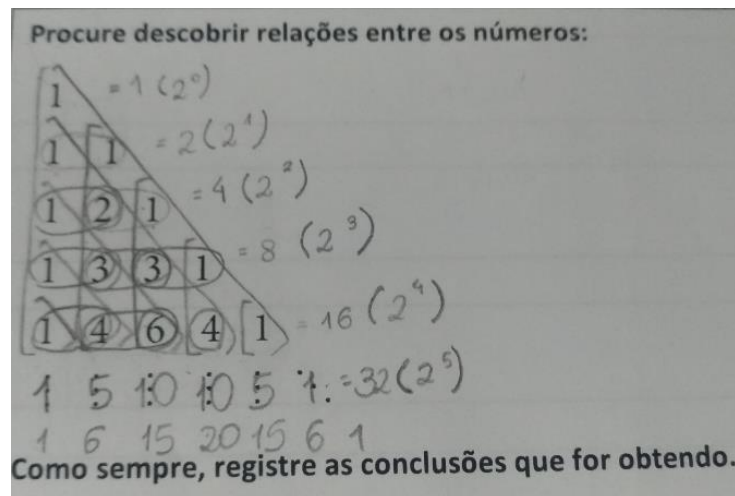 Procure descobrir relações entre os números:
1 = 1 (2⁰)
1 1 = 2 (2¹)
1 2 1 = 4 (2²)
1 3 3 1 = 8 (2³)
1 4 6 4 1 = 16 (2⁴)
1 5 10 10 5 1 = 32 (2⁵)
1 6 15 20 15 6 1
Como sempre, registre as conclusões que for obtendo.